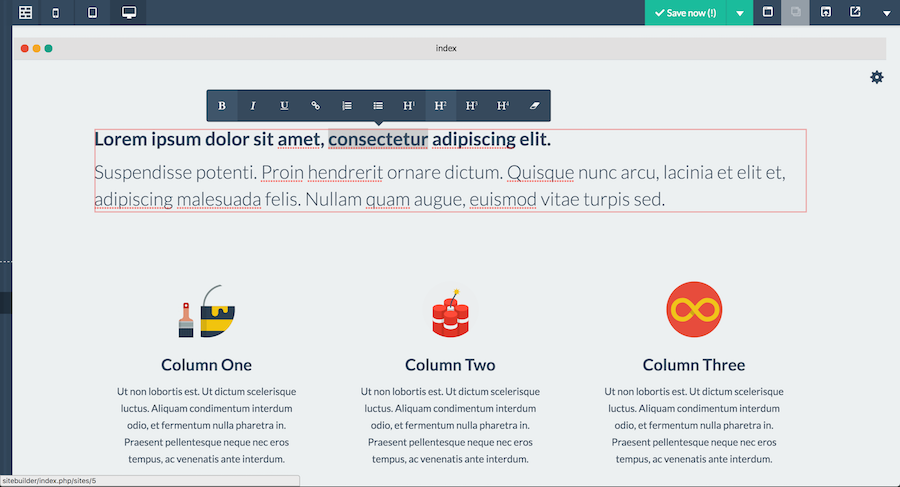 Save now (!)
index
B I U H1 H2 H3 H4
Lorem ipsum dolor sit amet, consectetur adipiscing elit.
Suspendisse potenti. Proin hendrerit ornare dictum. Quisque nunc arcu, lacinia et elit et,
adipiscing malesuada felis. Nullam quam augue, euismod vitae turpis sed.
Column One
Ut non lobortis est. Ut dictum scelerisque
luctus. Aliquam condimentum interdum
odio, et fermentum nulla pharetra in.
Praesent pellentesque neque nec eros
tempus, ac venenatis ante interdum.
Column Two
Ut non lobortis est. Ut dictum scelerisque
luctus. Aliquam condimentum interdum
odio, et fermentum nulla pharetra in.
Praesent pellentesque neque nec eros
tempus, ac venenatis ante interdum.
Column Three
Ut non lobortis est. Ut dictum scelerisque
luctus. Aliquam condimentum interdum
odio, et fermentum nulla pharetra in.
Praesent pellentesque neque nec eros
tempus, ac venenatis ante interdum.
sitebuilder/index.php/sites/5